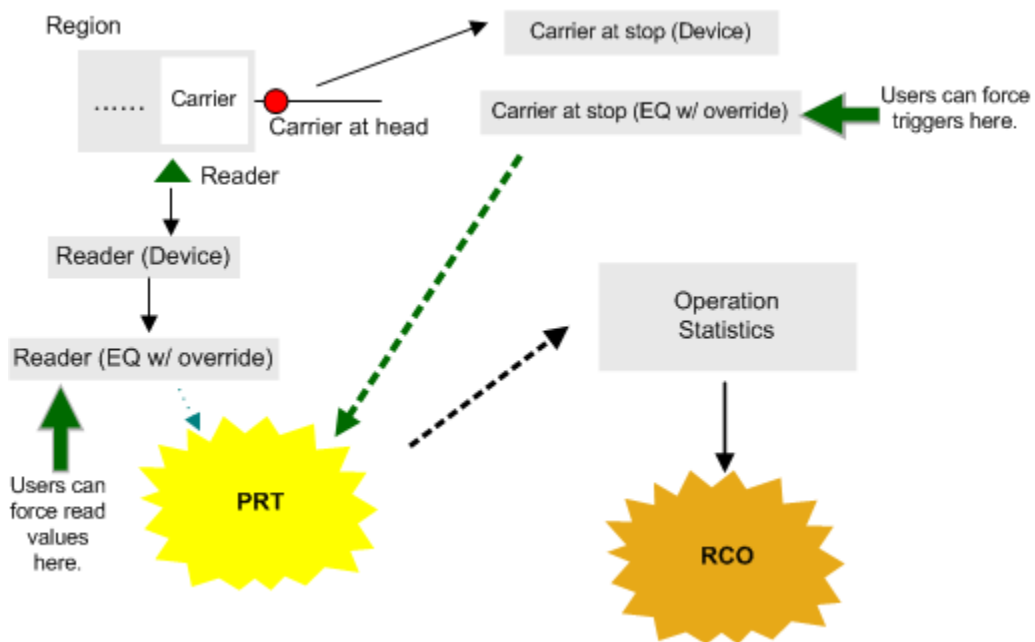 Region
Carrier at stop (Device)
......
Carrier
Carrier at head
Carrier at stop (EQ w/ override)
Users can force
triggers here.
Reader
Reader (Device)
Operation
Statistics
Reader (EQ w/ override)
PRT
Users can
force read
values
here.
RCO